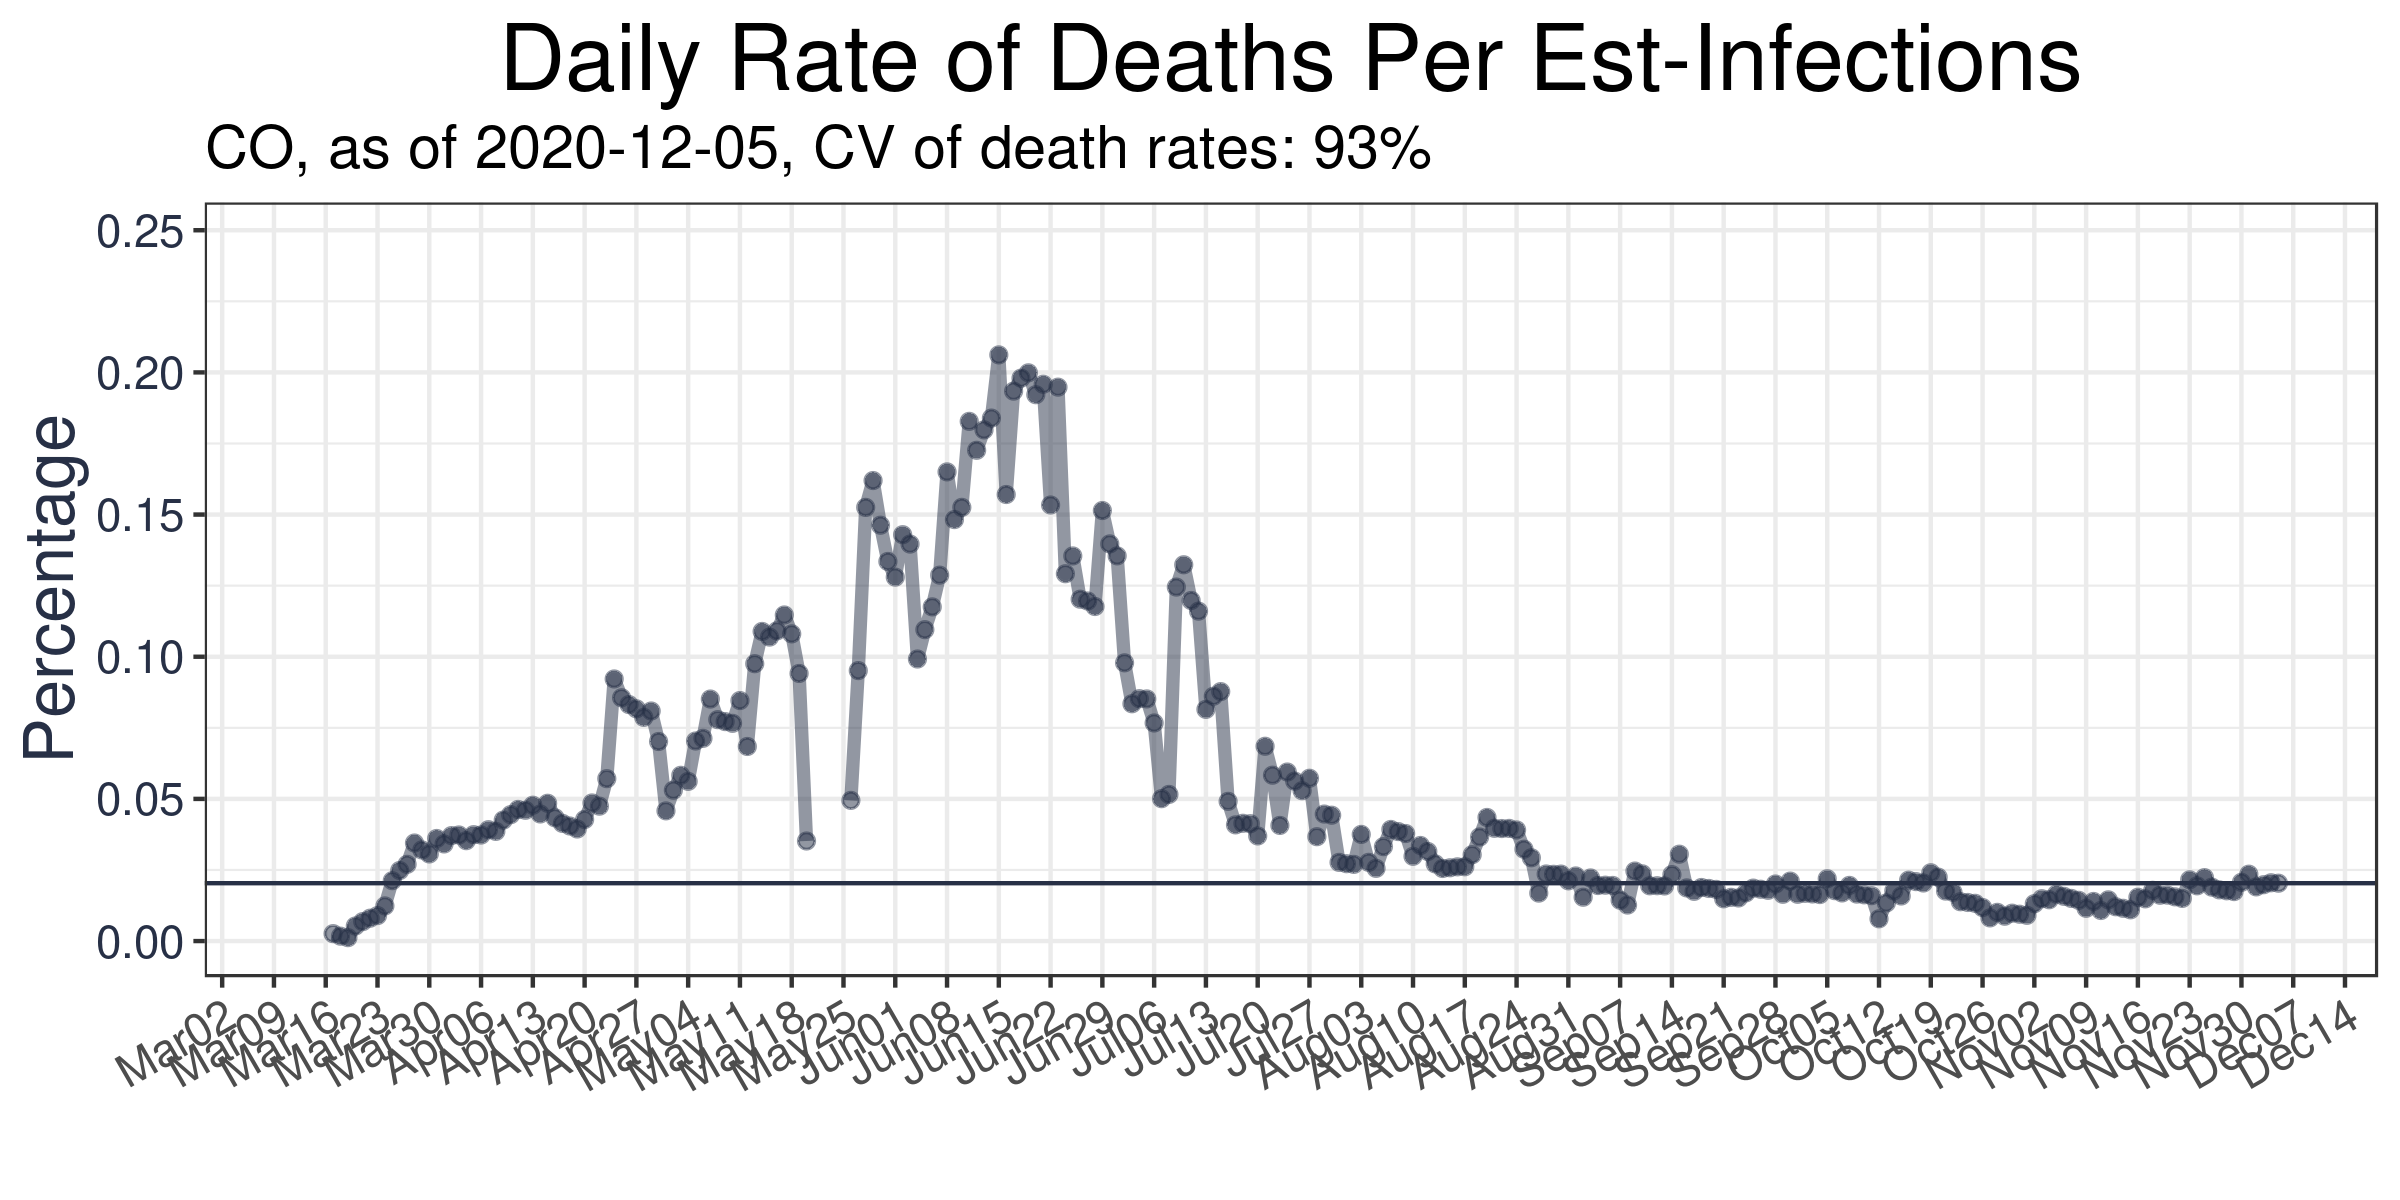 Daily Rate of Deaths Per Est-Infections
CO, as of 2020-12-05, CV of death rates: 93%
Percentage
0.25
0.20
0.15
0.10
0.05
0.00
Mar02
Mar09
Mar16
Mar23
Mar30
Apr06
Apr13
Apr20
Apr27
May04
May11
May18
May25
Jun01
Jun08
Jun15
Jun22
Jun29
Jul06
Jul13
Jul20
Jul27
Aug03
Aug10
Aug17
Aug24
Aug31
Sep07
Sep14
Sep21
Sep28
Oct05
Oct12
Oct19
Oct26
Nov02
Nov09
Nov16
Nov23
Nov30
Dec07
Dec14